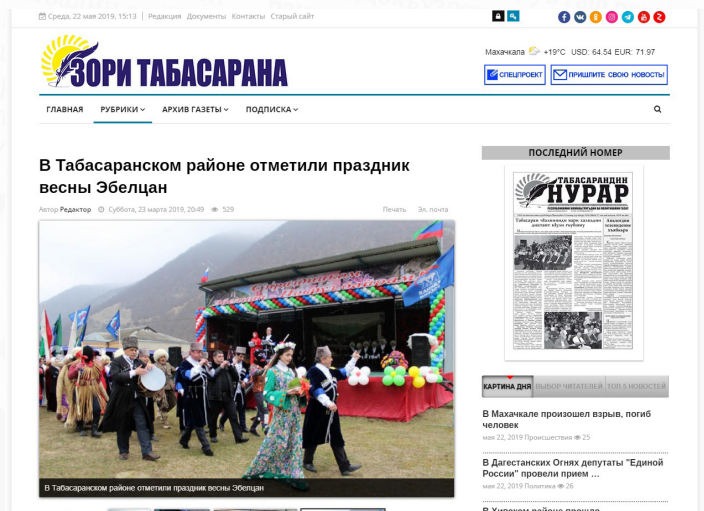 Среда, 22 мая 2019, 15:13 Редакция Документы Контакты Старый сайт
ЗОРИ ТАБАСАРАНА
Махачкала +19°C USD: 64.54 EUR: 71.97
СПЕЦПРОЕКТ ПРИШЛИТЕ СВОЮ НОВОСТЬ!
ГЛАВНАЯ РУБРИКИ АРХИВ ГАЗЕТЫ ПОДПИСКА
В Табасаранском районе отметили праздник
весны Эбелцан
Автор Редактор Суббота, 23 марта 2019, 20:49 529 Печать Эл. почта
В Табасаранском районе отметили праздник весны Эбелцан
ПОСЛЕДНИЙ НОМЕР
ТАБАСАРАНДИН
НУРАР
КАРТИНА ДНЯ ВЫБОР ЧИТАТЕЛЕЙ ТОП 5 НОВОСТЕЙ
В Махачкале произошел взрыв, погиб
человек
мая 22, 2019 Происшествия 25
В Дагестанских Огнях депутаты "Единой
России" провели прием …
мая 22, 2019 Политика 26
В Хивском районе прошло